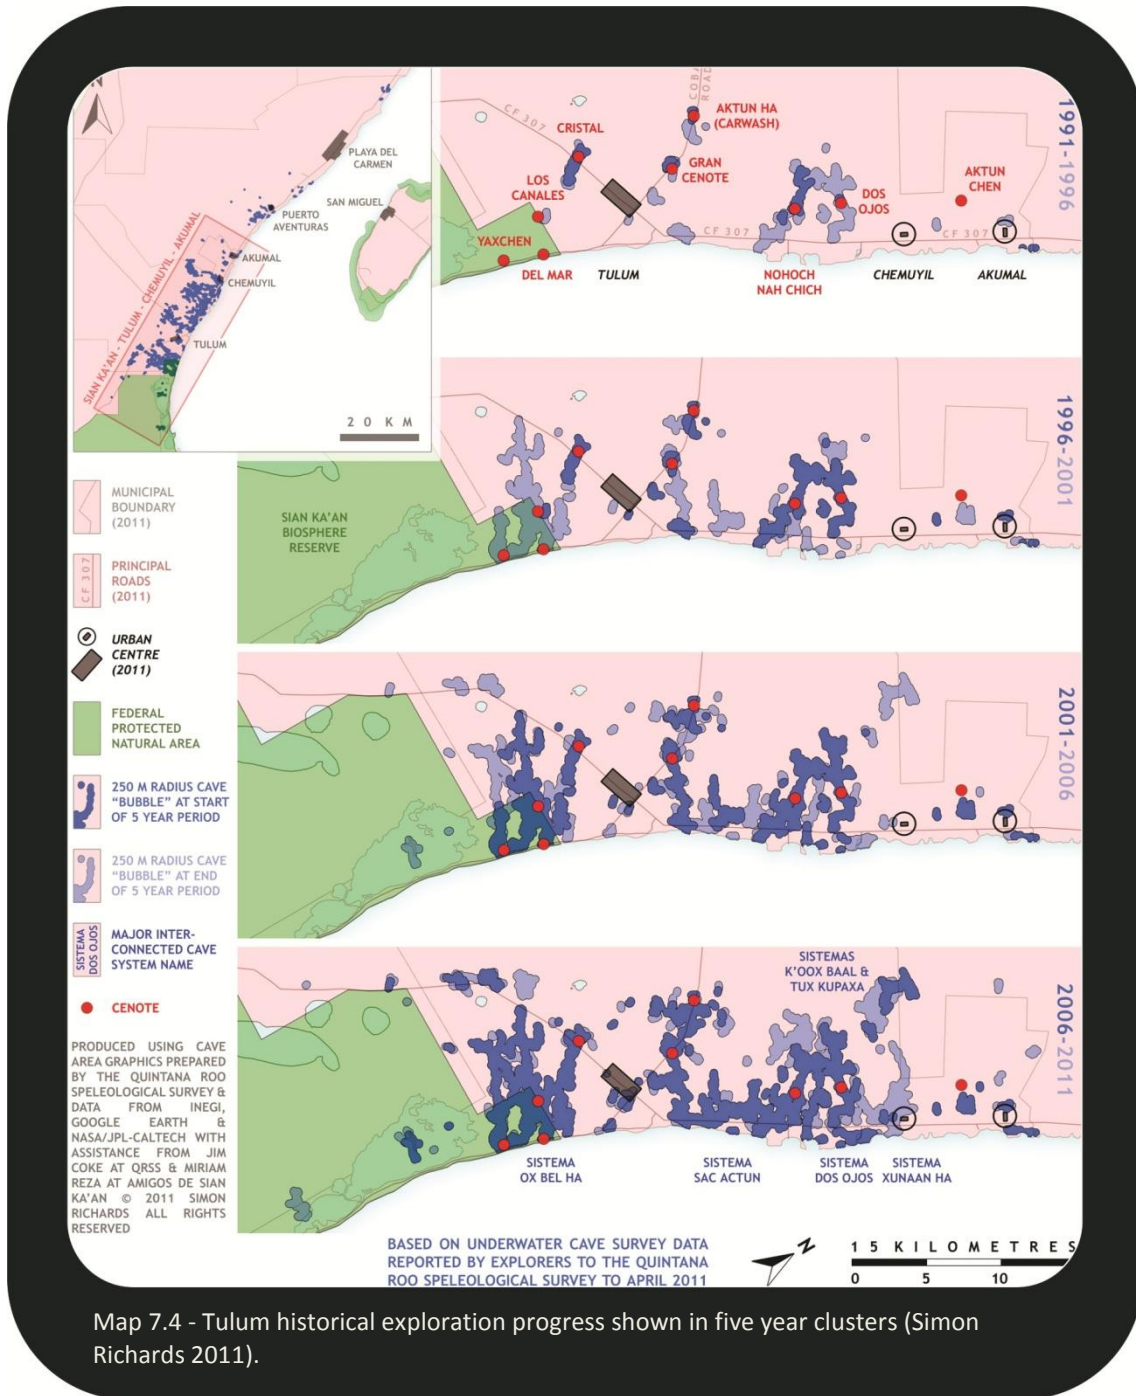 N
PLAYA DEL
CARMEN
SAN MIGUEL
PUERTO
AVENTURAS
AKUMAL
CHEMUYIL
TULUM
SIAN KA'AN - TULUM - CHEMUYIL - AKUMAL
20 KM
CF 307
COBA
ROAD
CRISTAL
AKTUN HA
(CARWASH)
LOS
CANALES
GRAN
CENOTE
DOS
OJOS
AKTUN
CHEN
YAXCHEN
CF 307
CF 307
DEL MAR
TULUM
NOHOCH
NAH CHICH
CHEMUYIL
AKUMAL
1991-1996
SIAN KA'AN
BIOSPHERE
RESERVE
1996-2001
2001-2006
SISTEMAS
K'OOX BAAL &
TUX KUPAXA
2006-2011
SISTEMA
OX BEL HA
SISTEMA
SAC ACTUN
SISTEMA
DOS OJOS
SISTEMA
XUNAAN HA
MUNICIPAL
BOUNDARY
(2011)
CF 307
PRINCIPAL
ROADS
(2011)
URBAN
CENTRE
(2011)
FEDERAL
PROTECTED
NATURAL AREA
250 M RADIUS CAVE
"BUBBLE" AT START
OF 5 YEAR PERIOD
250 M RADIUS CAVE
"BUBBLE" AT END
OF 5 YEAR PERIOD
SISTEMA
DOS OJOS
MAJOR INTER-
CONNECTED CAVE
SYSTEM NAME
CENOTE
PRODUCED USING CAVE
AREA GRAPHICS PREPARED
BY THE QUINTANA ROO
SPELEOLOGICAL SURVEY &
DATA FROM INEGI,
GOOGLE EARTH &
NASA/JPL-CALTECH WITH
ASSISTANCE FROM JIM
COKE AT QRSS & MIRIAM
REZA AT AMIGOS DE SIAN
KA'AN © 2011 SIMON
RICHARDS ALL RIGHTS
RESERVED
BASED ON UNDERWATER CAVE SURVEY DATA
REPORTED BY EXPLORERS TO THE QUINTANA
ROO SPELEOLOGICAL SURVEY TO APRIL 2011
N
15 KILOMETRES
0 5 10
Map 7.4 - Tulum historical exploration progress shown in five year clusters (Simon
Richards 2011).